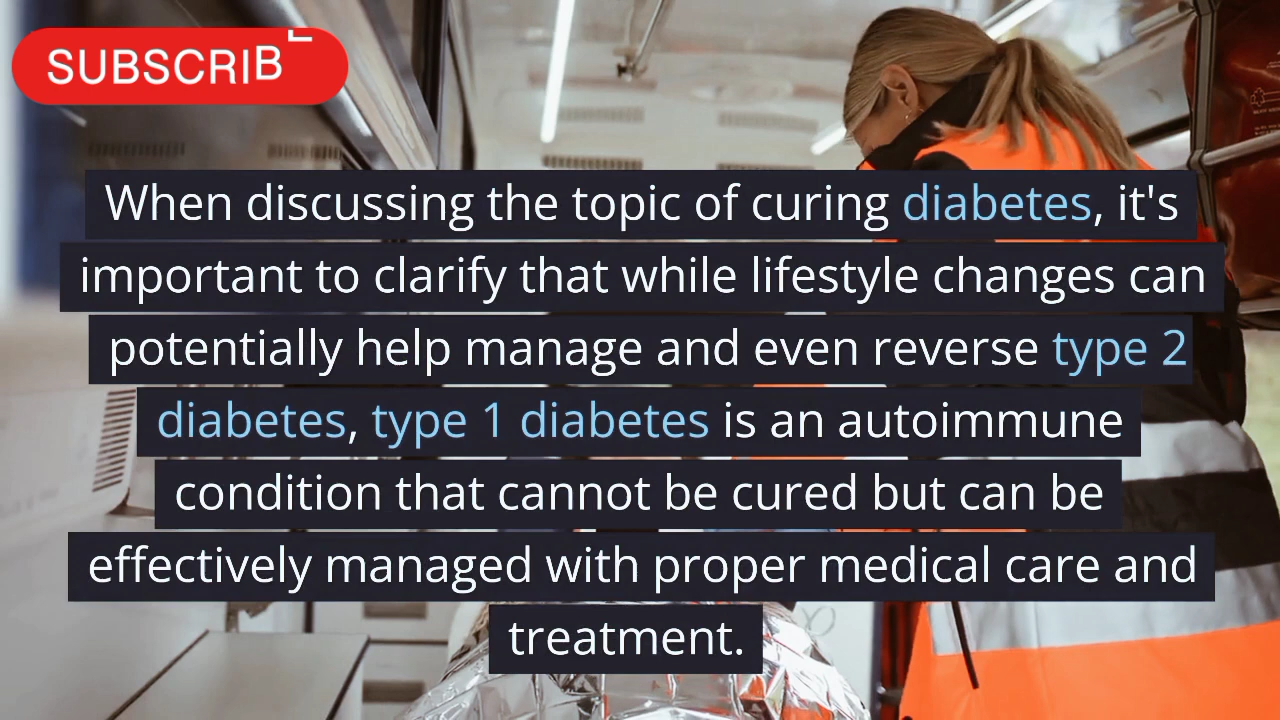 SUBSCRIB
When discussing the topic of curing diabetes, it's
important to clarify that while lifestyle changes can
potentially help manage and even reverse type 2
diabetes, type 1 diabetes is an autoimmune
condition that cannot be cured but can be
effectively managed with proper medical care and
treatment.